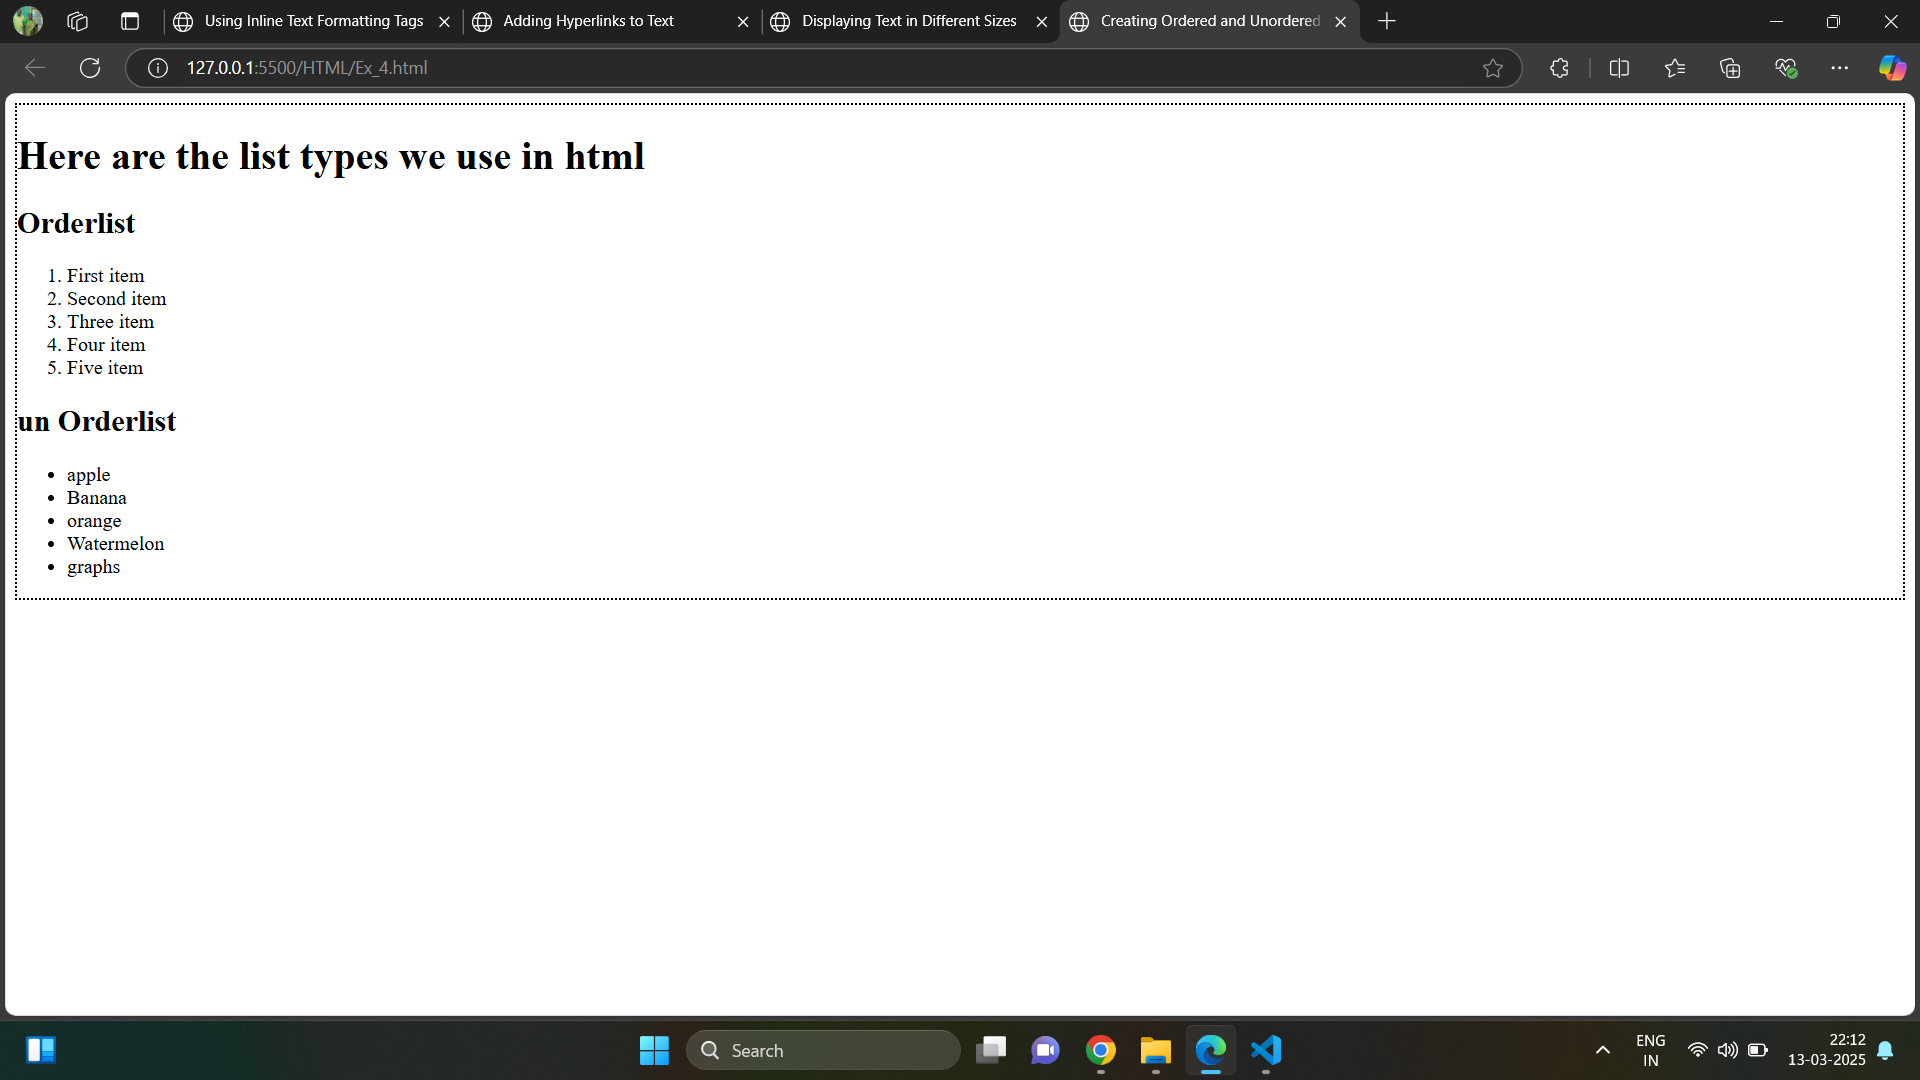 Using Inline Text Formatting Tags
Adding Hyperlinks to Text
Displaying Text in Different Sizes
Creating Ordered and Unordered
127.0.0.1:5500/HTML/Ex_4.html
Here are the list types we use in html
Orderlist
1. First item
2. Second item
3. Three item
4. Four item
5. Five item
un Orderlist
• apple
• Banana
• orange
• Watermelon
• graphs
Search
ENG
IN
22:12
13-03-2025